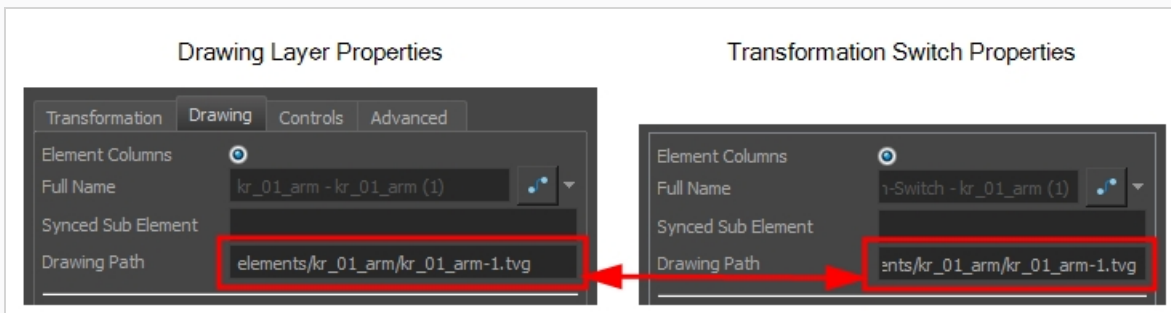 Drawing Layer Properties
Transformation Drawing Controls Advanced
Element Columns
Full Name kr_01_arm - kr_01_arm (1)
Synced Sub Element
Drawing Path elements/kr_01_arm/kr_01_arm-1.tvg
Transformation Switch Properties
Element Columns
Full Name n-Switch - kr_01_arm (1)
Synced Sub Element
Drawing Path ents/kr_01_arm/kr_01_arm-1.tvg